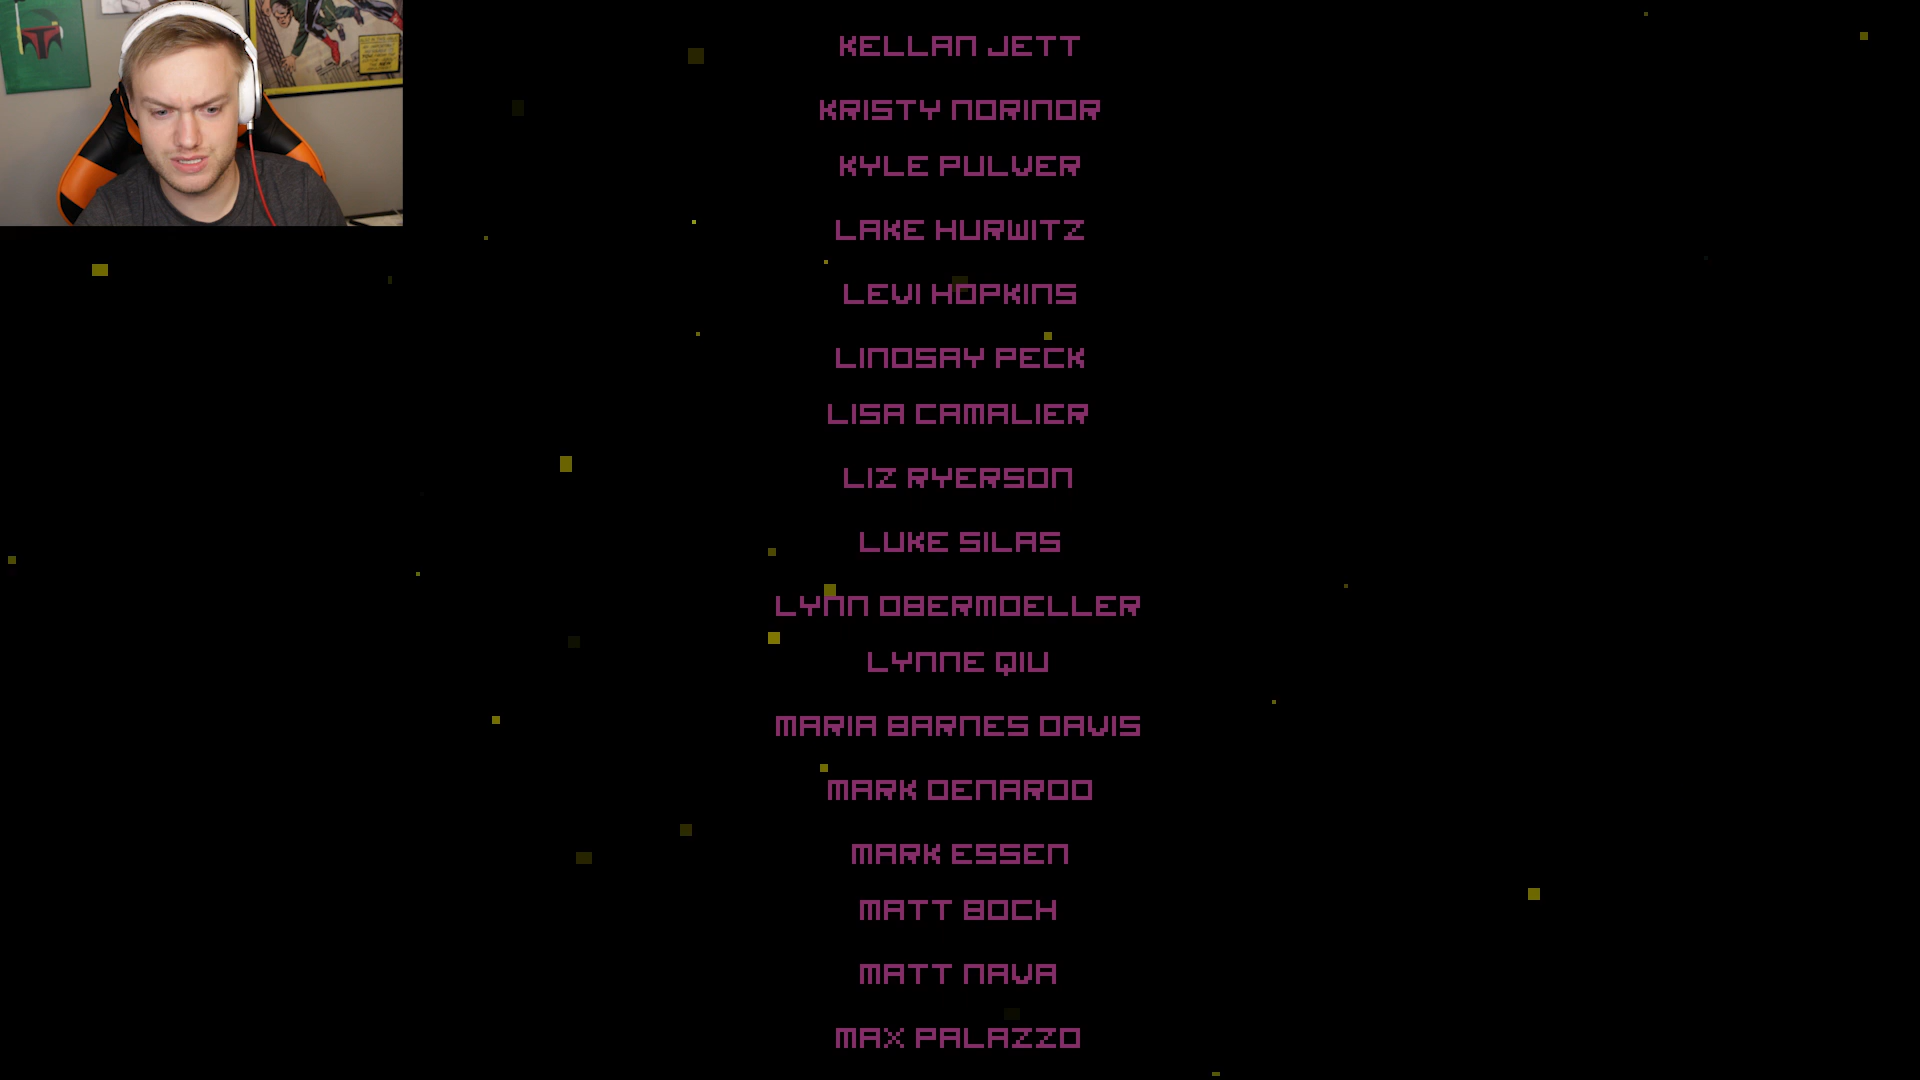 KELLAN JETT
KRISTY NORINOR
KYLE PULVER
LAKE HURWITZ
LEVI HOPKINS
LINDSAY PECK
LISA CAMALIER
LIZ RYERSON
LUKE SILAS
LYNN OBERMOELLER
LYNNE QIU
MARIA BARNES DAVIS
MARK DENARDO
MARK ESSEN
MATT BOCH
MATT NAVA
MAX PALAZZO